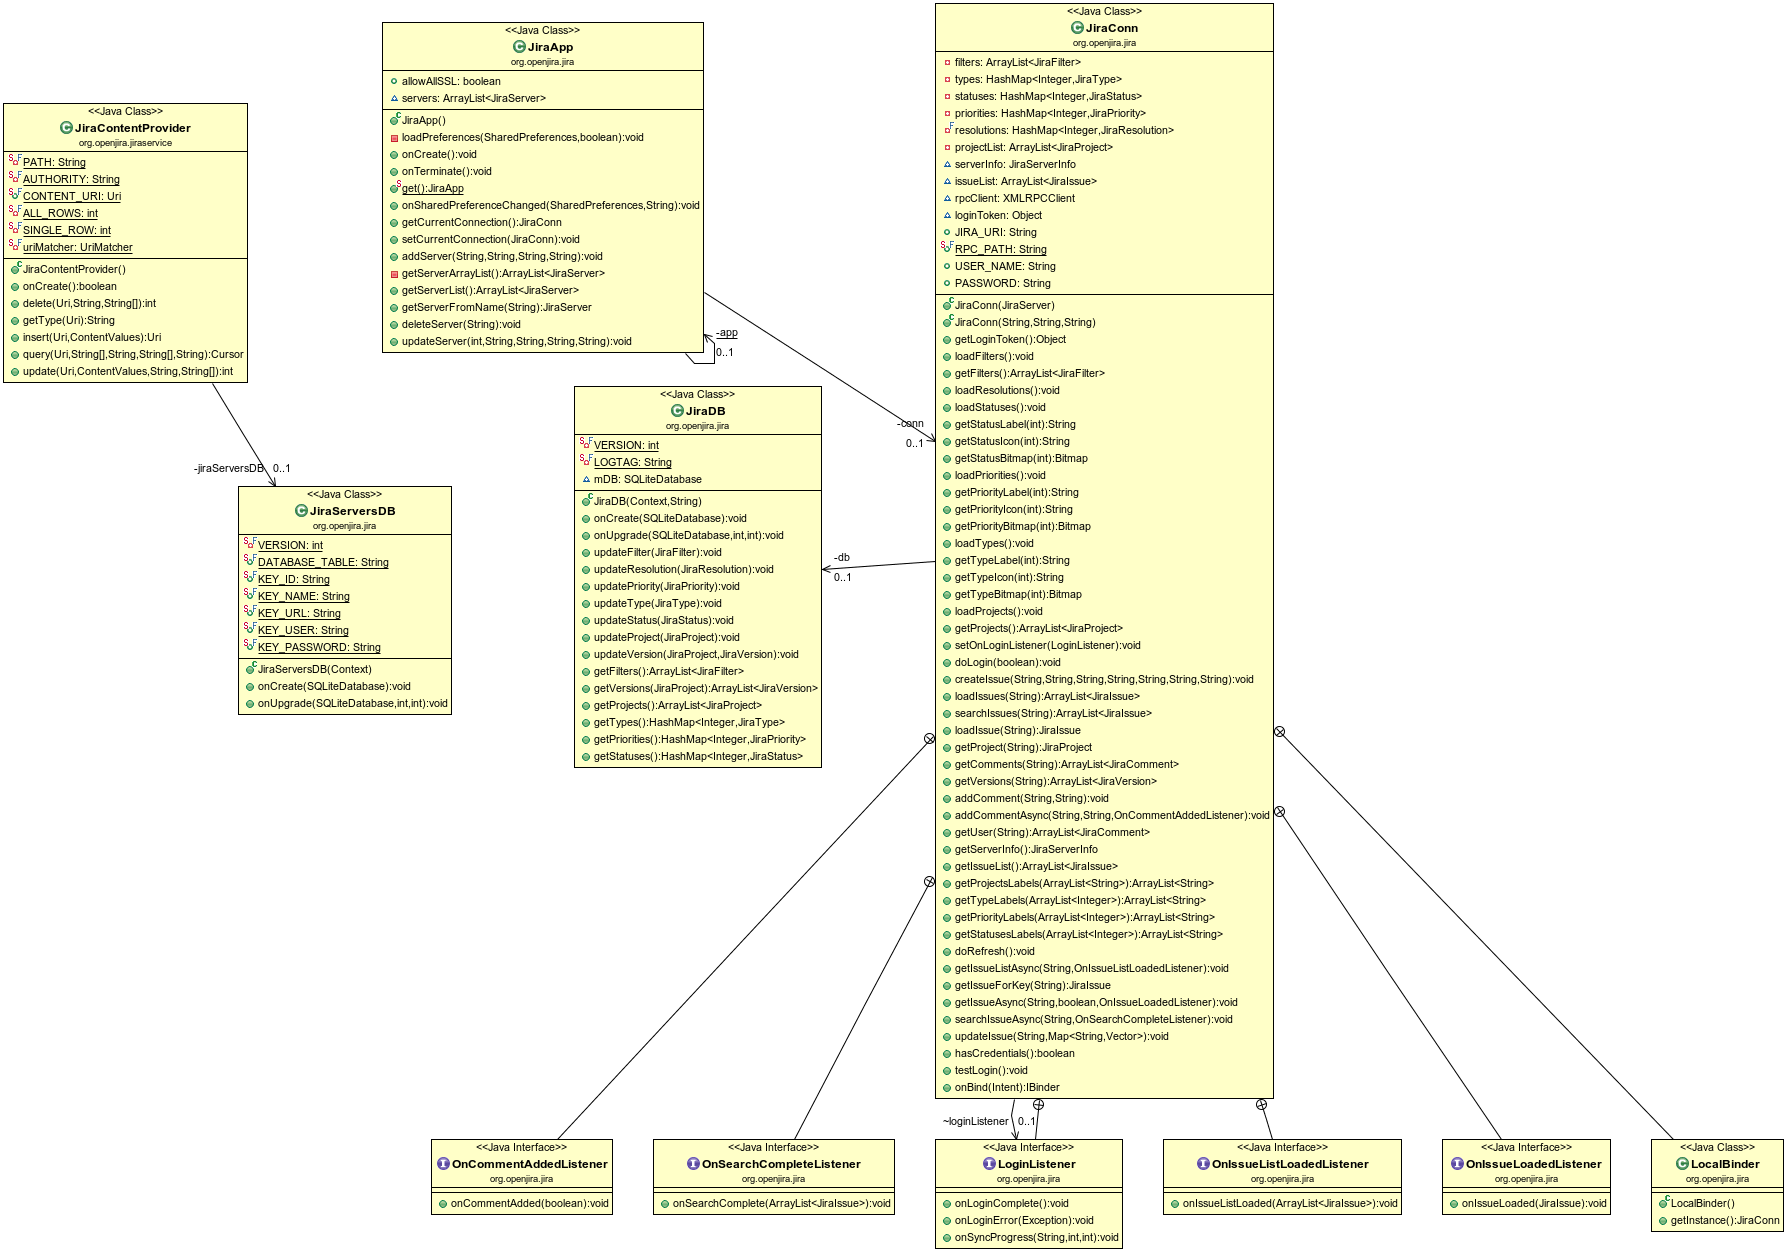 <<Java Class>>
JiraContentProvider
org.openjira.jiraservice
PATH: String
AUTHORITY: String
CONTENT_URI: Uri
ALL_ROWS: int
SINGLE_ROW: int
uriMatcher: UriMatcher
JiraContentProvider()
onCreate():boolean
delete(Uri,String,String[]):int
getType(Uri):String
insert(Uri,ContentValues):Uri
query(Uri,String[],String,String[],String):Cursor
update(Uri,ContentValues,String,String[]):int
-jiraServersDB
0..1
<<Java Class>>
JiraServersDB
org.openjira.jira
VERSION: int
DATABASE_TABLE: String
KEY_ID: String
KEY_NAME: String
KEY_URL: String
KEY_USER: String
KEY_PASSWORD: String
JiraServersDB(Context)
onCreate(SQLiteDatabase):void
onUpgrade(SQLiteDatabase,int,int):void
<<Java Class>>
JiraApp
org.openjira.jira
allowAllSSL: boolean
servers: ArrayList<JiraServer>
JiraApp()
loadPreferences(SharedPreferences,boolean):void
onCreate():void
onTerminate():void
get():JiraApp
onSharedPreferenceChanged(SharedPreferences,String):void
getCurrentConnection():JiraConn
setCurrentConnection(JiraConn):void
addServer(String,String,String,String):void
getServerArrayList():ArrayList<JiraServer>
getServerList():ArrayList<JiraServer>
getServerFromName(String):JiraServer
deleteServer(String):void
updateServer(int,String,String,String,String):void
-app
0..1
-conn
0..1
<<Java Class>>
JiraDB
org.openjira.jira
VERSION: int
LOGTAG: String
mDB: SQLiteDatabase
JiraDB(Context,String)
onCreate(SQLiteDatabase):void
onUpgrade(SQLiteDatabase,int,int):void
updateFilter(JiraFilter):void
updateResolution(JiraResolution):void
updatePriority(JiraPriority):void
updateType(JiraType):void
updateStatus(JiraStatus):void
updateProject(JiraProject):void
updateVersion(JiraProject,JiraVersion):void
getFilters():ArrayList<JiraFilter>
getVersions(JiraProject):ArrayList<JiraVersion>
getProjects():ArrayList<JiraProject>
getTypes():HashMap<Integer,JiraType>
getPriorities():HashMap<Integer,JiraPriority>
getStatuses():HashMap<Integer,JiraStatus>
-db
0..1
<<Java Class>>
JiraConn
org.openjira.jira
filters: ArrayList<JiraFilter>
types: HashMap<Integer,JiraType>
statuses: HashMap<Integer,JiraStatus>
priorities: HashMap<Integer,JiraPriority>
resolutions: HashMap<Integer,JiraResolution>
projectList: ArrayList<JiraProject>
serverInfo: JiraServerInfo
issueList: ArrayList<JiraIssue>
rpcClient: XMLRPCClient
loginToken: Object
JIRA_URI: String
RPC_PATH: String
USER_NAME: String
PASSWORD: String
JiraConn(JiraServer)
JiraConn(String,String,String)
getLoginToken():Object
loadFilters():void
getFilters():ArrayList<JiraFilter>
loadResolutions():void
loadStatuses():void
getStatusLabel(int):String
getStatusIcon(int):String
getStatusBitmap(int):Bitmap
loadPriorities():void
getPriorityLabel(int):String
getPriorityIcon(int):String
getPriorityBitmap(int):Bitmap
loadTypes():void
getTypeLabel(int):String
getTypeIcon(int):String
getTypeBitmap(int):Bitmap
loadProjects():void
getProjects():ArrayList<JiraProject>
setOnLoginListener(LoginListener):void
doLogin(boolean):void
createIssue(String,String,String,String,String,String,String):void
loadIssues(String):ArrayList<JiraIssue>
searchIssues(String):ArrayList<JiraIssue>
loadIssue(String):JiraIssue
getProject(String):JiraProject
getComments(String):ArrayList<JiraComment>
getVersions(String):ArrayList<JiraVersion>
addComment(String,String):void
addCommentAsync(String,String,OnCommentAddedListener):void
getUser(String):ArrayList<JiraComment>
getServerInfo():JiraServerInfo
getIssueList():ArrayList<JiraIssue>
getProjectsLabels(ArrayList<String>):ArrayList<String>
getTypeLabels(ArrayList<Integer>):ArrayList<String>
getPriorityLabels(ArrayList<Integer>):ArrayList<String>
getStatusesLabels(ArrayList<Integer>):ArrayList<String>
doRefresh():void
getIssueListAsync(String,OnIssueListLoadedListener):void
getIssueForKey(String):JiraIssue
getIssueAsync(String,boolean,OnIssueLoadedListener):void
searchIssueAsync(String,OnSearchCompleteListener):void
updateIssue(String,Map<String,Vector>):void
hasCredentials():boolean
testLogin():void
onBind(Intent):IBinder
~loginListener
0..1
<<Java Interface>>
OnCommentAddedListener
org.openjira.jira
onCommentAdded(boolean):void
<<Java Interface>>
OnSearchCompleteListener
org.openjira.jira
onSearchComplete(ArrayList<JiraIssue>):void
<<Java Interface>>
LoginListener
org.openjira.jira
onLoginComplete():void
onLoginError(Exception):void
onSyncProgress(String,int,int):void
<<Java Interface>>
OnIssueListLoadedListener
org.openjira.jira
onIssueListLoaded(ArrayList<JiraIssue>):void
<<Java Interface>>
OnIssueLoadedListener
org.openjira.jira
onIssueLoaded(JiraIssue):void
<<Java Class>>
LocalBinder
org.openjira.jira
LocalBinder()
getInstance():JiraConn